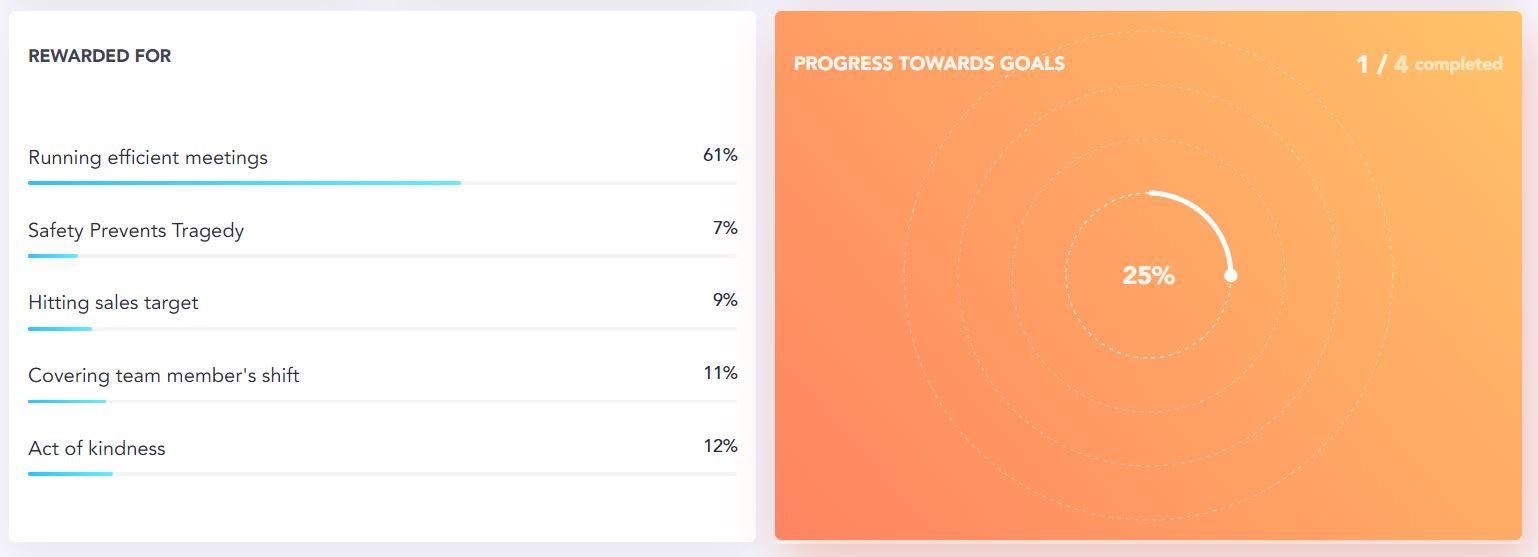 REWARDED FOR
Running efficient meetings 61%
Safety Prevents Tragedy 7%
Hitting sales target 9%
Covering team member's shift 11%
Act of kindness 12%
PROGRESS TOWARDS GOALS 1 / 4 completed
25%